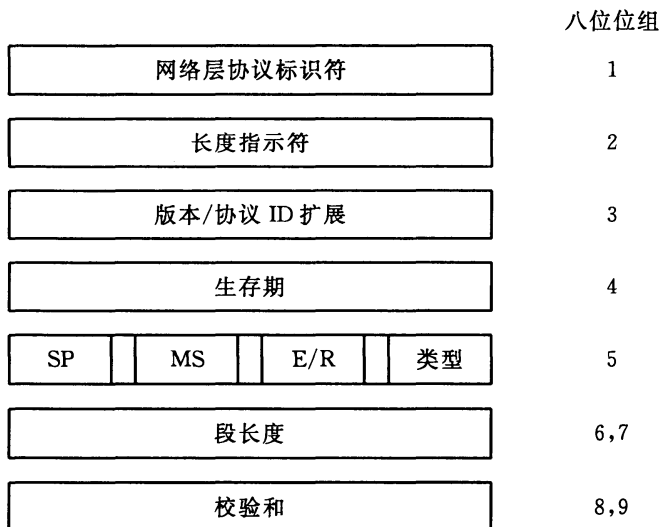 八位位组
网络层协议标识符 1
长度指示符 2
版本/协议 ID 扩展 3
生存期 4
SP MS E/R 类型 5
段长度 6,7
校验和 8,9